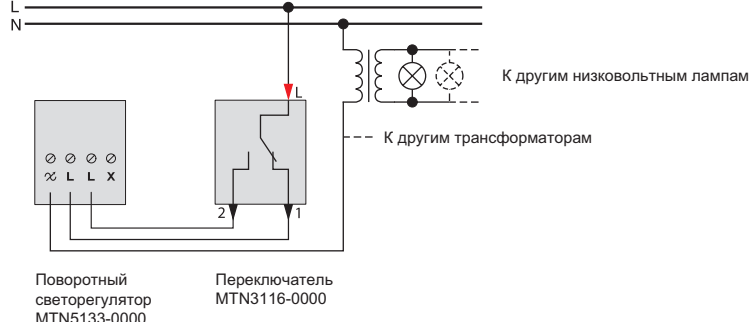 L
N
L
К другим низковольтным лампам
К другим трансформаторам
L L X
2 1
Поворотный
светорегулятор
MTN5133-0000
Переключатель
MTN3116-0000